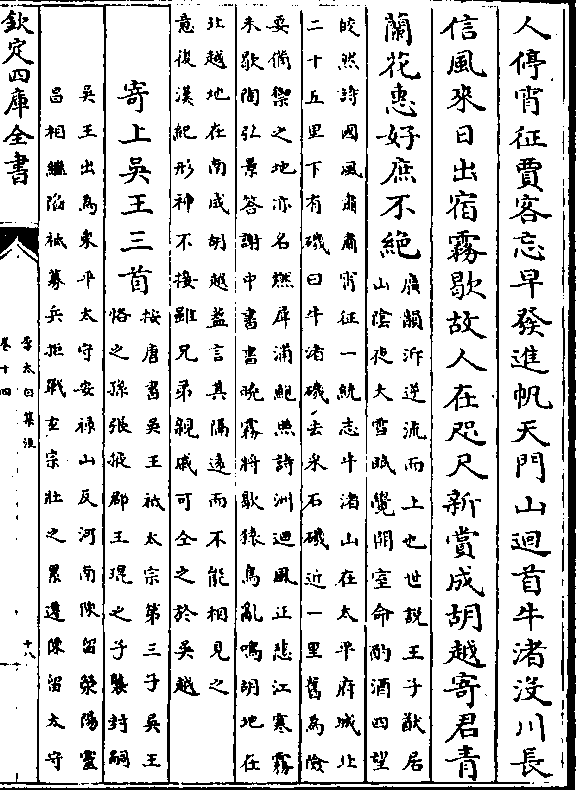 人停宵征賈客忘早發進帆天門山迴首牛渚沒川長
信風來日出宿霧歇故人在咫尺新賞成胡越寄君青
蘭花惠好庶不絶
廣韻泝逆流而上也世說王子猷居
山隂夜大雪眠覺開室命酌酒四望
皎然詩國風肅肅宵征一統志牛渚山在太平府城北
二十五里下有磯曰牛渚磯去采石磯近一里舊為險
要備禦之地亦名燃犀浦鮑照詩洲迴風正悲江寒霧
未歇陶弘景答謝中書書曉霧將歇猿鳥亂鳴胡地在
北越地在南成胡越蓋言其隔遠而不能相見之
意後漢紀形神不接雖兄弟親戚可仝之於吳越
寄上吳王三首
按唐書吳王祗太宗第三子吳王
恪之孫張掖郡王琨之子襲封嗣
吳王出為東平太守安祿山反河南陳留滎陽靈
昌相繼陷祗募兵拒戰玄宗壯之累遷陳留太守
欽定四庫全書
李太白集注
卷十四
十八